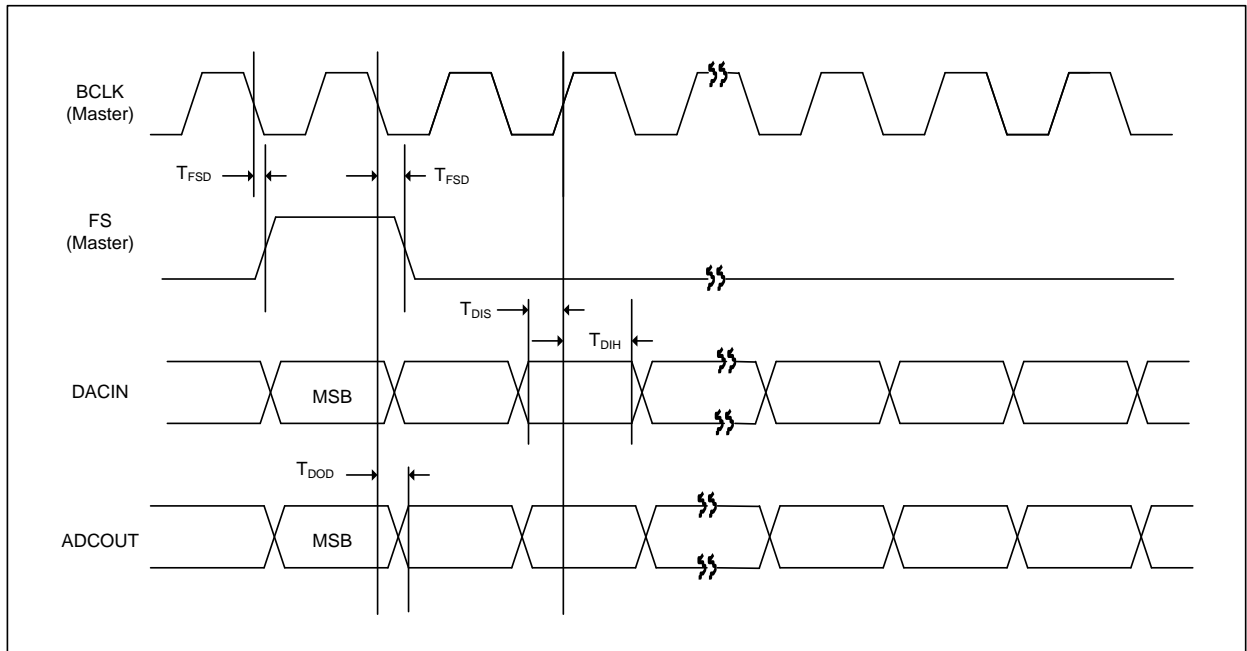 BCLK
(Master)
TFSD
TFSD
FS
(Master)
TDIS
TDIH
DACIN
MSB
TDOD
ADCOUT
MSB